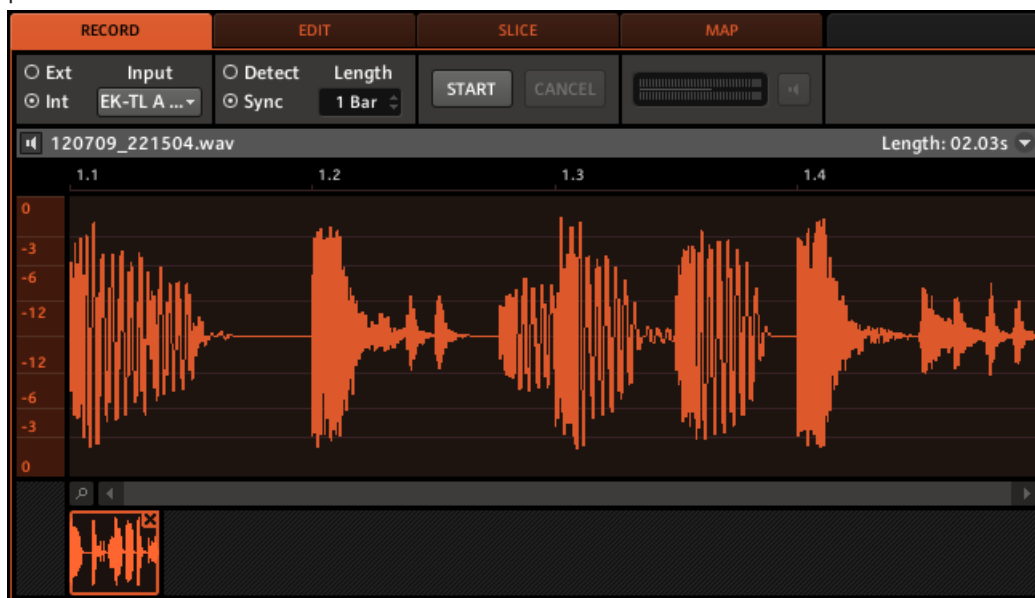 RECORD EDIT SLICE MAP
Ext Input Detect Length
START CANCEL
Int EK-TL A ... Sync 1 Bar
120709_221504.wav Length: 02.03s
1.1 1.2 1.3 1.4
0
-3
-6
-12
-12
-6
-3
0